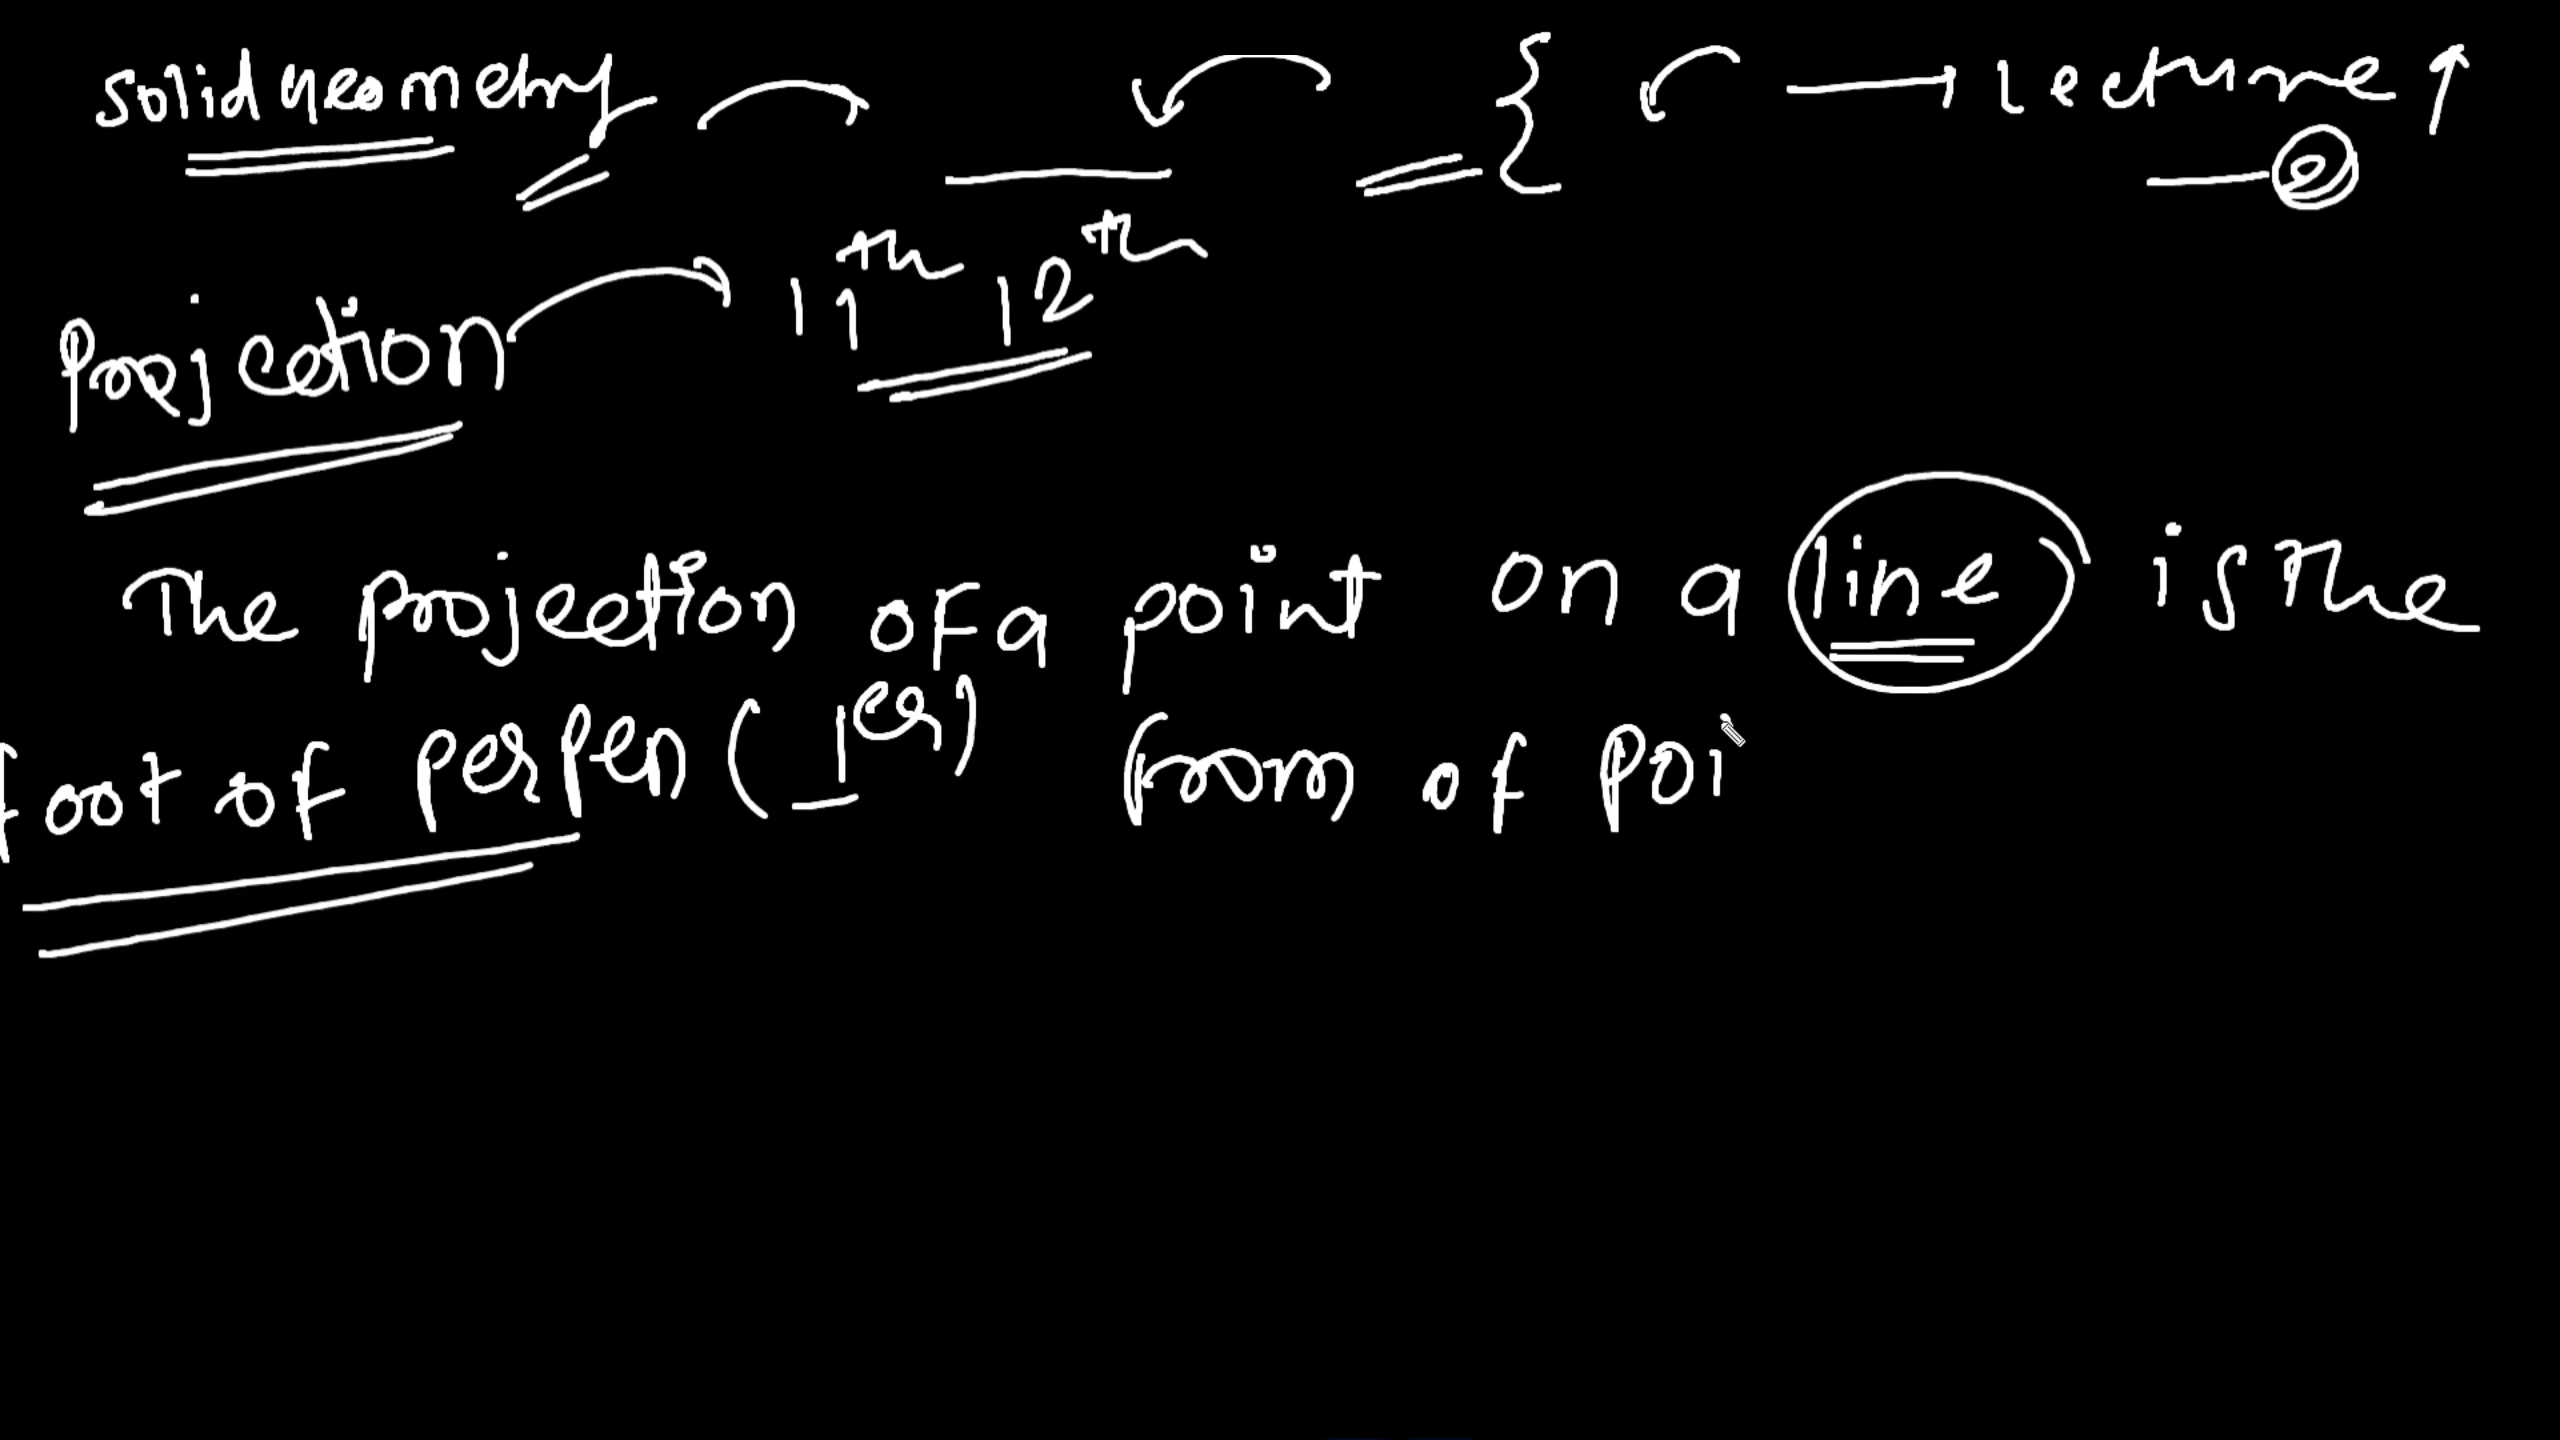 solid geometry { → lecture ↑
2
Projection 11th 12th
The projection of a point on a line is the
foot of perpen (⊥er) from of poi